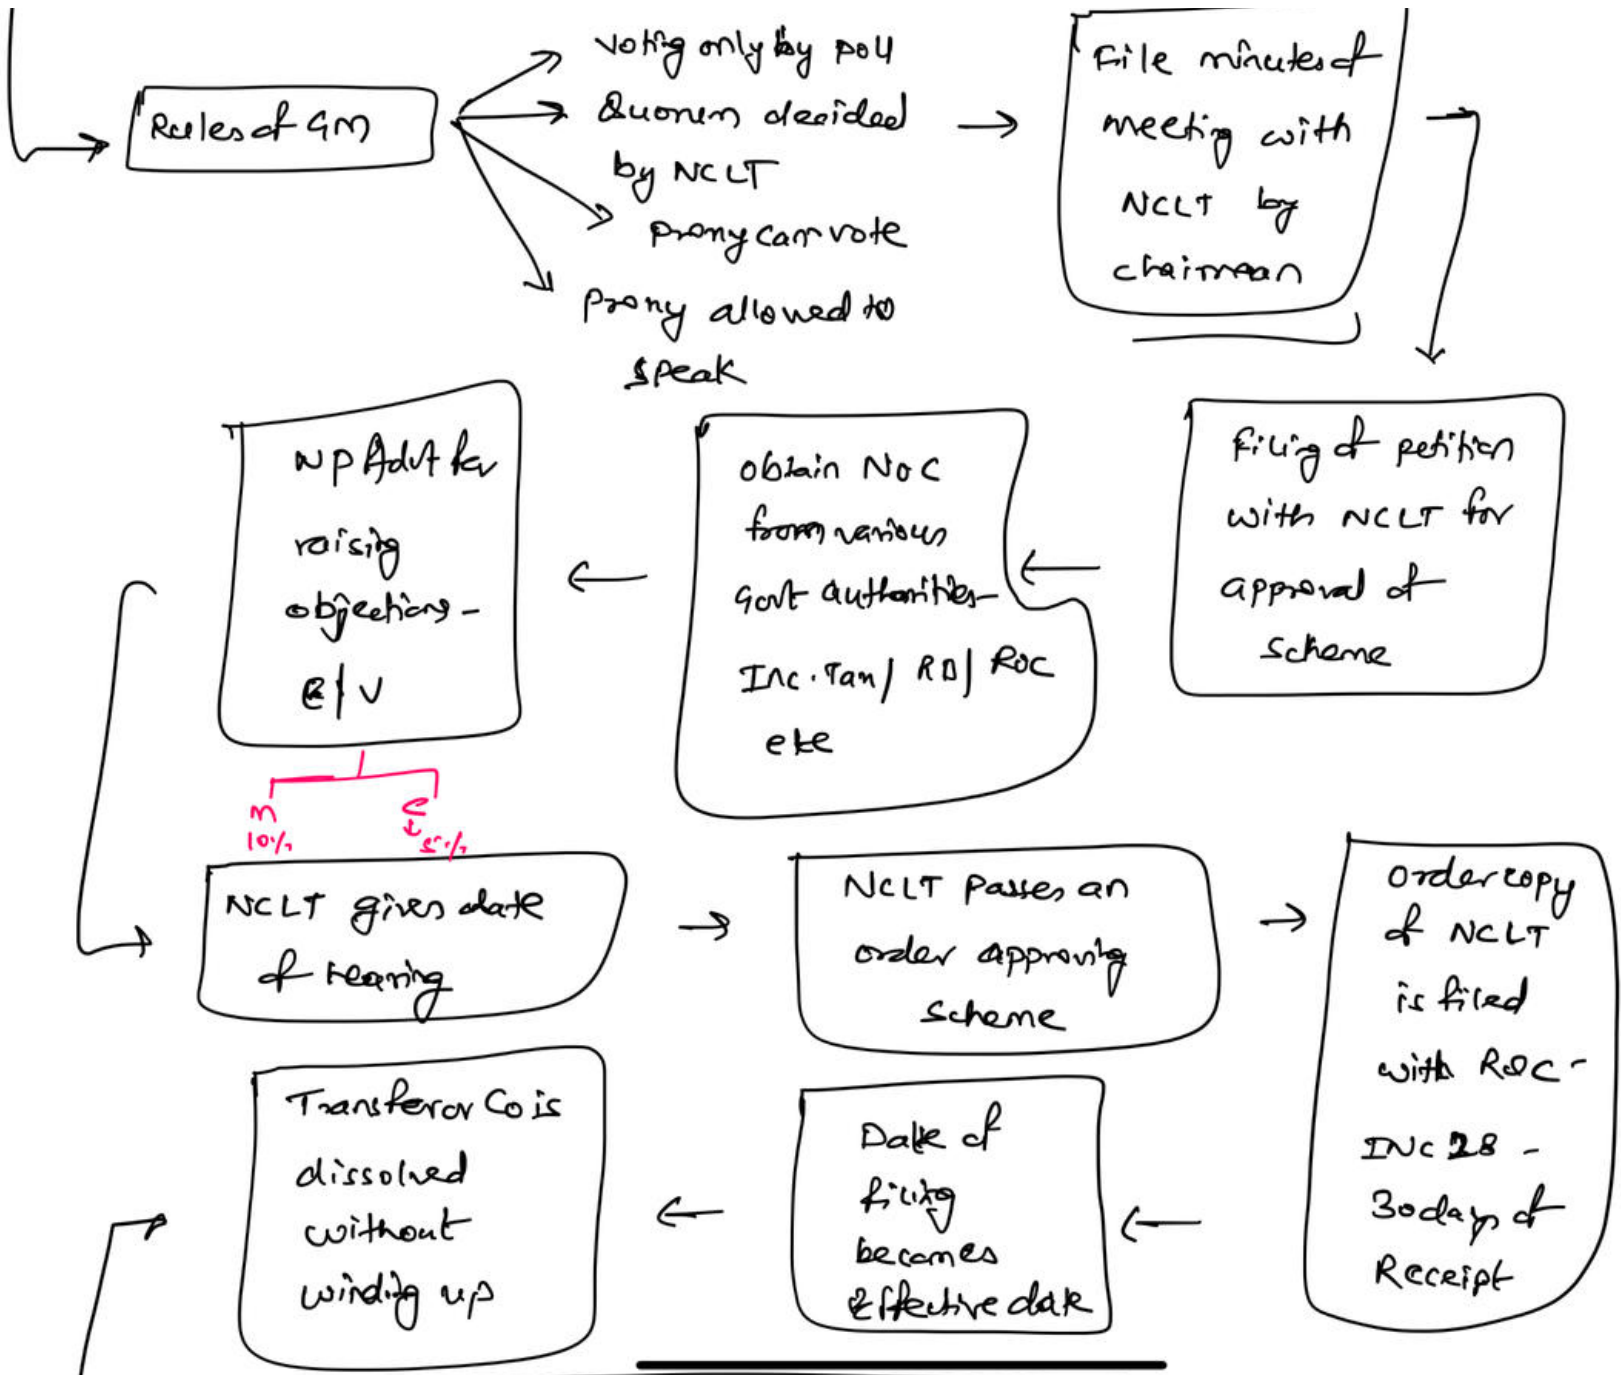 Rules of GM
Voting only by poll
Quorum decided
by NCLT
Proxy can vote
Proxy allowed to
speak
File minutes of
meeting with
NCLT by
chairman
Filing of petition
with NCLT for
approval of
scheme
obtain NOC
from various
Govt authorities-
Inc. Tax/ RD/ ROC
etc
NP Advt for
raising
objections -
E/V
M
10%
C
5%
NCLT gives date
of hearing
NCLT Passes an
order approving
scheme
order copy
of NCLT
is filed
with ROC -
INC 28 -
30 days of
Receipt
Date of
filing
becomes
Effective date
Transferor Co is
dissolved
without
winding up